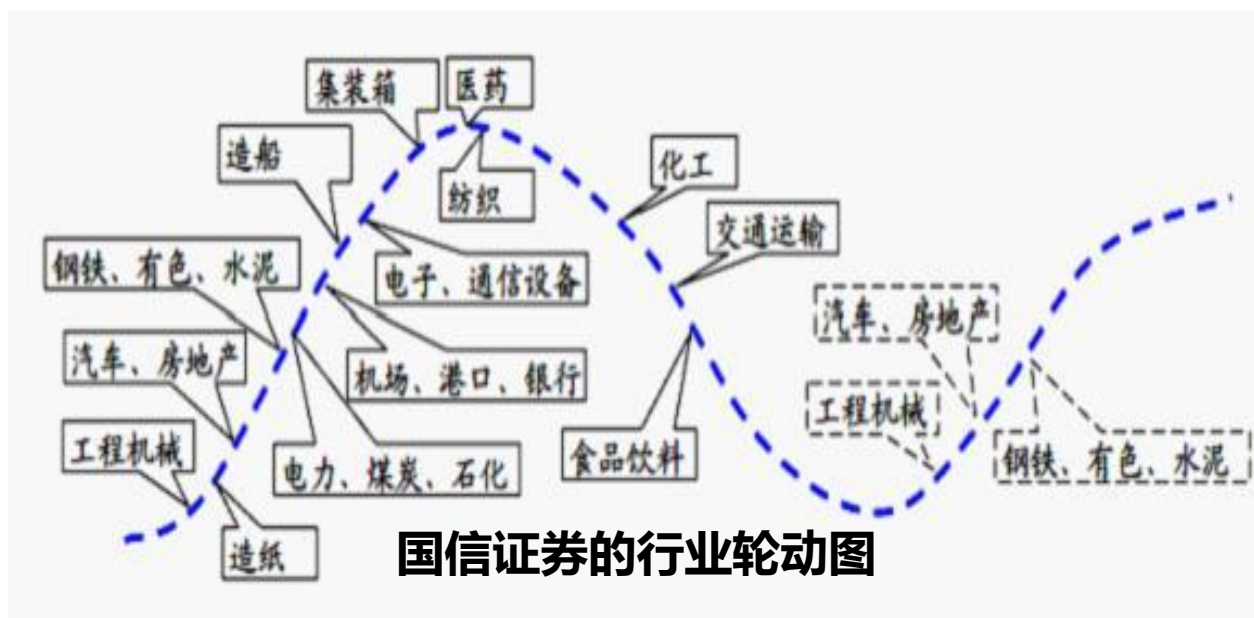 集装箱
医药
造船
纺织
化工
交通运输
钢铁、有色、水泥
电子、通信设备
汽车、房地产
汽车、房地产
机场、港口、银行
工程机械
工程机械
电力、煤炭、石化
食品饮料
钢铁、有色、水泥
造纸
国信证券的行业轮动图